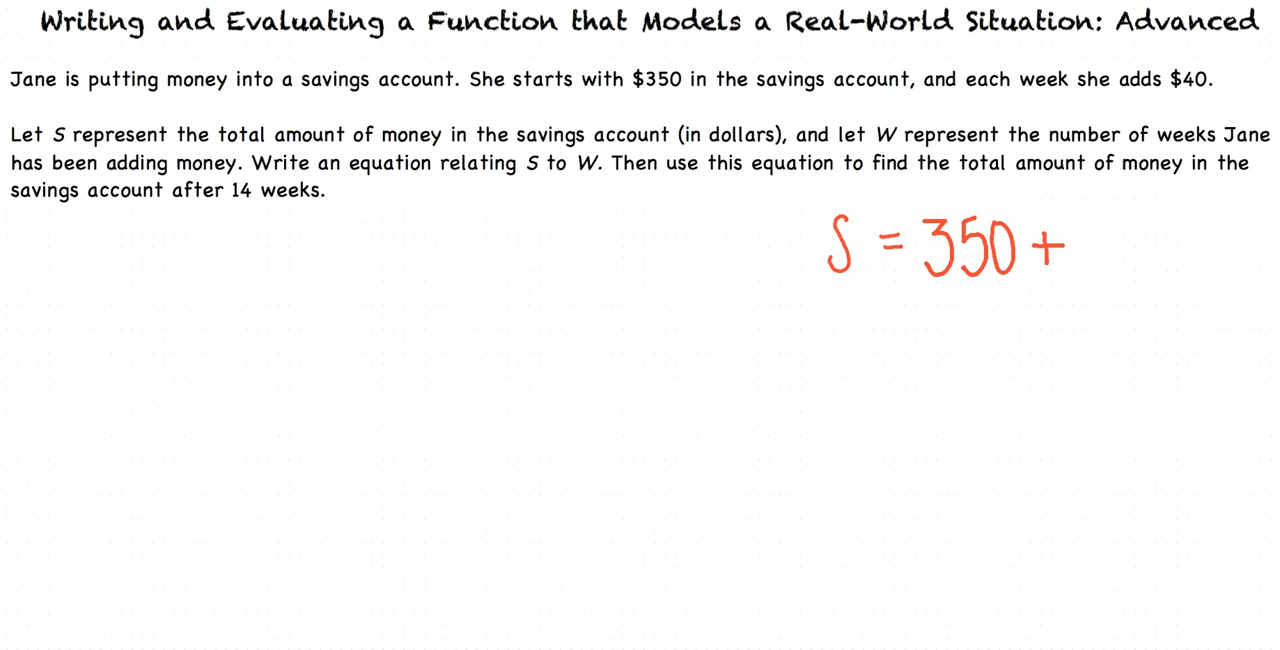 Writing and Evaluating a Function that Models a Real-World Situation: Advanced
Jane is putting money into a savings account. She starts with $350 in the savings account, and each week she adds $40.
Let S represent the total amount of money in the savings account (in dollars), and let W represent the number of weeks Jane
has been adding money. Write an equation relating S to W. Then use this equation to find the total amount of money in the
savings account after 14 weeks.
S = 350 +